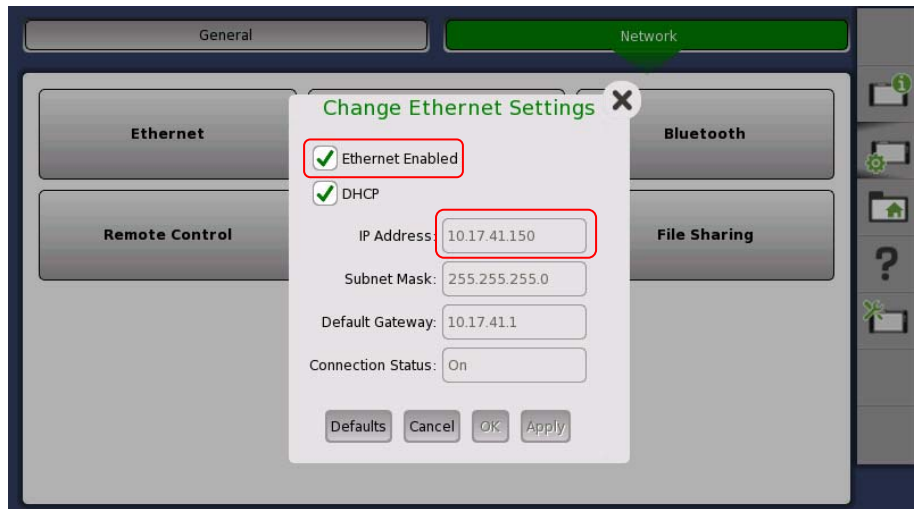 General
Network
Ethernet
Bluetooth
Remote Control
File Sharing
Change Ethernet Settings
Ethernet Enabled
DHCP
IP Address: 10.17.41.150
Subnet Mask: 255.255.255.0
Default Gateway: 10.17.41.1
Connection Status: On
Defaults Cancel OK Apply
i
?